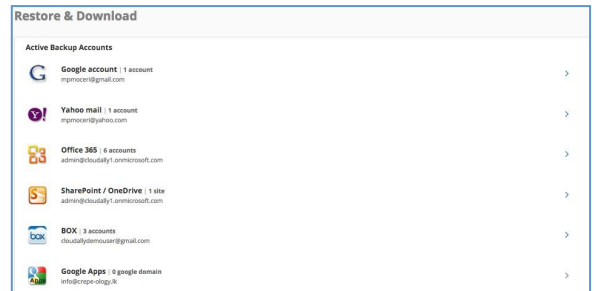 Restore & Download
Active Backup Accounts
G
Google account | 1 account
mpmoceri@gmail.com
Y!
Yahoo mail | 1 account
mpmoceri@yahoo.com
Office 365 | 6 accounts
admin@cloudally1.onmicrosoft.com
S
SharePoint / OneDrive | 1 site
admin@cloudally1.onmicrosoft.com
box
BOX | 3 accounts
cloudallydemouser@gmail.com
Apps
Google Apps | 0 google domain
info@crepe-ology.lk